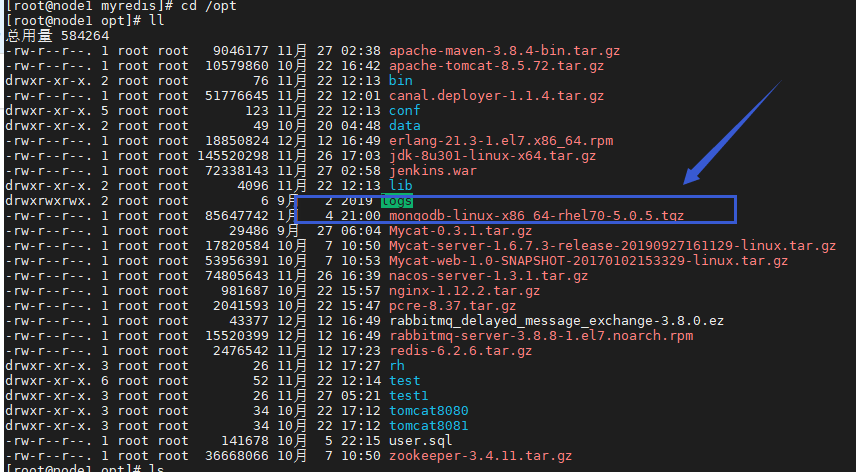 [root@node1 myredis]# cd /opt
[root@node1 opt]# ll
总用量 584264
-rw-r--r--. 1 root root   9046177 11月 27 02:38 apache-maven-3.8.4-bin.tar.gz
-rw-r--r--. 1 root root  10579860 10月 22 16:42 apache-tomcat-8.5.72.tar.gz
drwxr-xr-x. 2 root root        76 11月 22 12:13 bin
-rw-r--r--. 1 root root  51776645 11月 22 12:01 canal.deployer-1.1.4.tar.gz
drwxr-xr-x. 5 root root       123 11月 22 12:13 conf
drwxr-xr-x. 2 root root        49 10月 20 04:48 data
-rw-r--r--. 1 root root  18850824 12月 12 16:49 erlang-21.3-1.el7.x86_64.rpm
-rw-r--r--. 1 root root 145520298 11月 26 17:03 jdk-8u301-linux-x64.tar.gz
-rw-r--r--. 1 root root  72338143 11月 27 02:58 jenkins.war
drwxr-xr-x. 2 root root      4096 11月 22 12:13 lib
drwxrwxrwx. 2 root root         6 9月   2 2019 logs
-rw-r--r--. 1 root root  85647742 1月   4 21:00 mongodb-linux-x86_64-rhel70-5.0.5.tgz
-rw-r--r--. 1 root root     29486 9月  27 06:04 Mycat-0.3.1.tar.gz
-rw-r--r--. 1 root root  17820584 10月  7 10:50 Mycat-server-1.6.7.3-release-20190927161129-linux.tar.gz
-rw-r--r--. 1 root root  53956391 10月  7 10:53 Mycat-web-1.0-SNAPSHOT-20170102153329-linux.tar.gz
-rw-r--r--. 1 root root  74805643 11月 26 16:39 nacos-server-1.3.1.tar.gz
-rw-r--r--. 1 root root    981687 10月 22 15:57 nginx-1.12.2.tar.gz
-rw-r--r--. 1 root root   2041593 10月 22 15:47 pcre-8.37.tar.gz
-rw-r--r--. 1 root root     43377 12月 12 16:49 rabbitmq_delayed_message_exchange-3.8.0.ez
-rw-r--r--. 1 root root  15520399 12月 12 16:49 rabbitmq-server-3.8.8-1.el7.noarch.rpm
-rw-r--r--. 1 root root   2476542 11月 12 17:23 redis-6.2.6.tar.gz
drwxr-xr-x. 3 root root        26 11月 12 17:27 rh
drwxr-xr-x. 6 root root        52 11月 22 12:14 test
drwxr-xr-x. 3 root root        26 11月 27 05:21 test1
drwxr-xr-x. 3 root root        34 10月 22 17:12 tomcat8080
drwxr-xr-x. 3 root root        34 10月 22 17:12 tomcat8081
-rw-r--r--. 1 root root    141678 10月  5 22:15 user.sql
-rw-r--r--. 1 root root  36668066 10月  7 10:50 zookeeper-3.4.11.tar.gz
[root@node1 opt]# ls